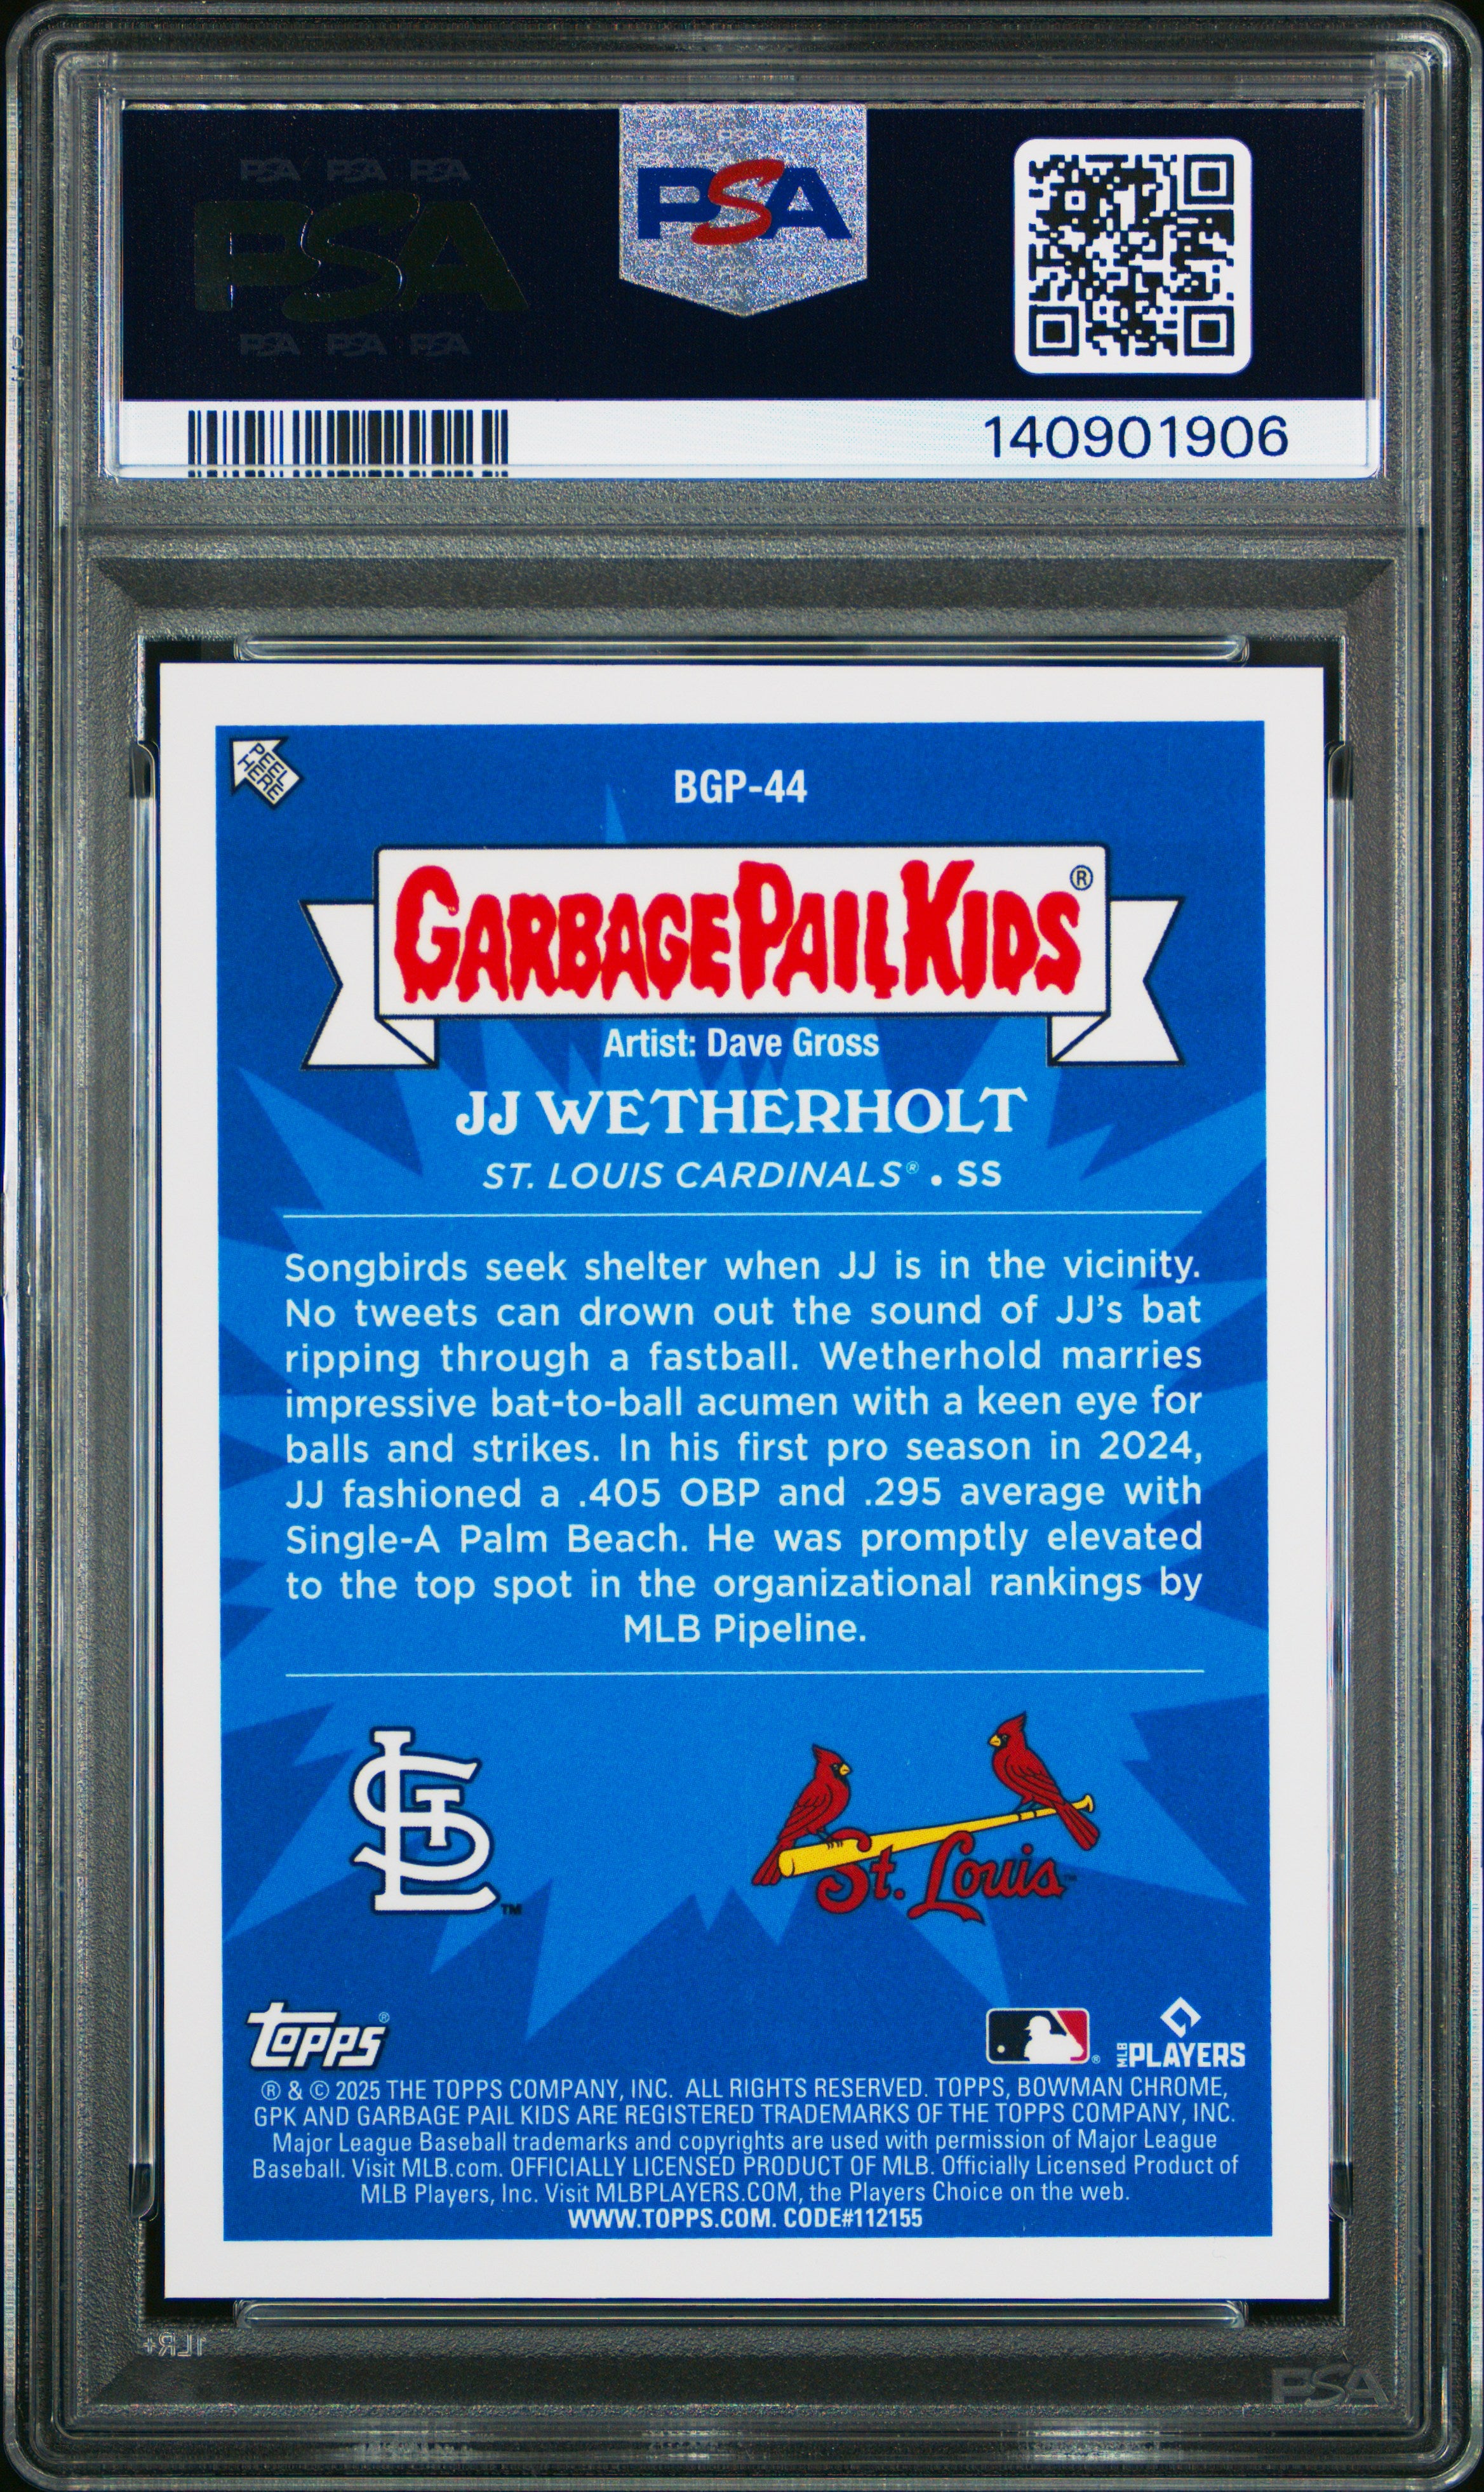 PSA PSA PSA
PSA
PSA PSA PSA
PSA
140901906
PEEL
HERE
BGP-44
GARBAGE PAIL KIDS®
Artist: Dave Gross
JJ WETHERHOLT
ST. LOUIS CARDINALS® • SS
Songbirds seek shelter when JJ is in the vicinity.
No tweets can drown out the sound of JJ's bat
ripping through a fastball. Wetherhold marries
impressive bat-to-ball acumen with a keen eye for
balls and strikes. In his first pro season in 2024,
JJ fashioned a .405 OBP and .295 average with
Single-A Palm Beach. He was promptly elevated
to the top spot in the organizational rankings by
MLB Pipeline.
STL™
St. Louis™
topps®
®
MLB PLAYERS
® & © 2025 THE TOPPS COMPANY, INC. ALL RIGHTS RESERVED. TOPPS, BOWMAN CHROME,
GPK AND GARBAGE PAIL KIDS ARE REGISTERED TRADEMARKS OF THE TOPPS COMPANY, INC.
Major League Baseball trademarks and copyrights are used with permission of Major League
Baseball. Visit MLB.com. OFFICIALLY LICENSED PRODUCT OF MLB. Officially Licensed Product of
MLB Players, Inc. Visit MLBPLAYERS.COM, the Players Choice on the web.
WWW.TOPPS.COM. CODE#112155
1LR+
PSA